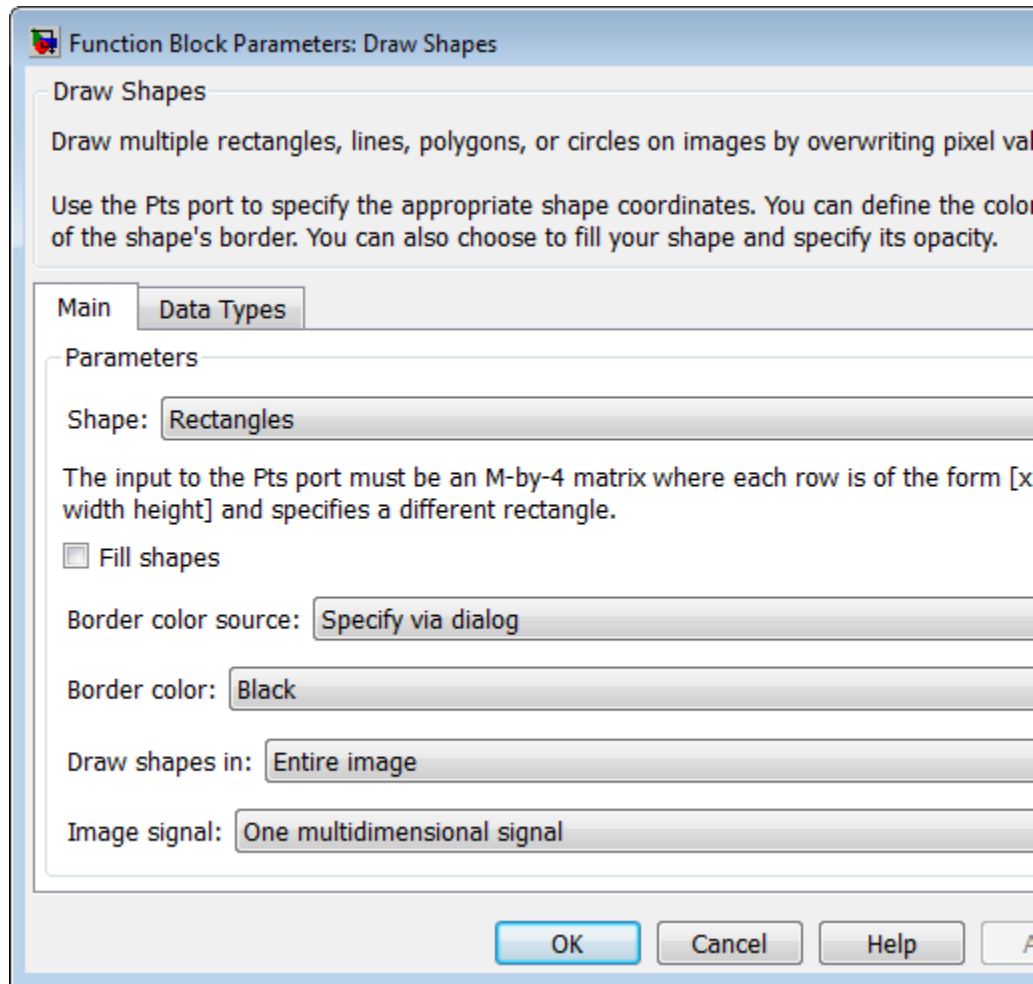 Function Block Parameters: Draw Shapes
Draw Shapes
Draw multiple rectangles, lines, polygons, or circles on images by overwriting pixel val
Use the Pts port to specify the appropriate shape coordinates. You can define the color
of the shape's border. You can also choose to fill your shape and specify its opacity.
Main Data Types
Parameters
Shape: Rectangles
The input to the Pts port must be an M-by-4 matrix where each row is of the form [x
width height] and specifies a different rectangle.
Fill shapes
Border color source: Specify via dialog
Border color: Black
Draw shapes in: Entire image
Image signal: One multidimensional signal
OK Cancel Help A